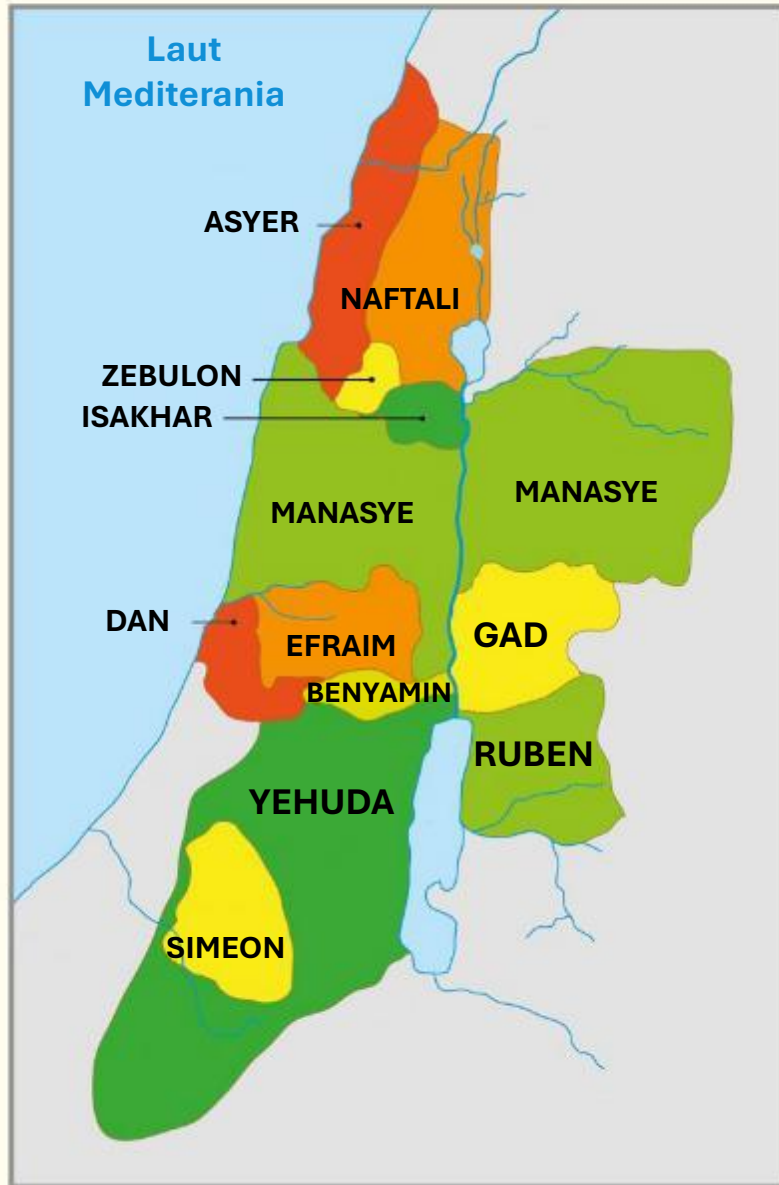 Laut
Mediterania
ASYER
NAFTALI
ZEBULON
ISAKHAR
MANASYE
MANASYE
DAN
EFRAIM
GAD
BENYAMIN
RUBEN
YEHUDA
SIMEON